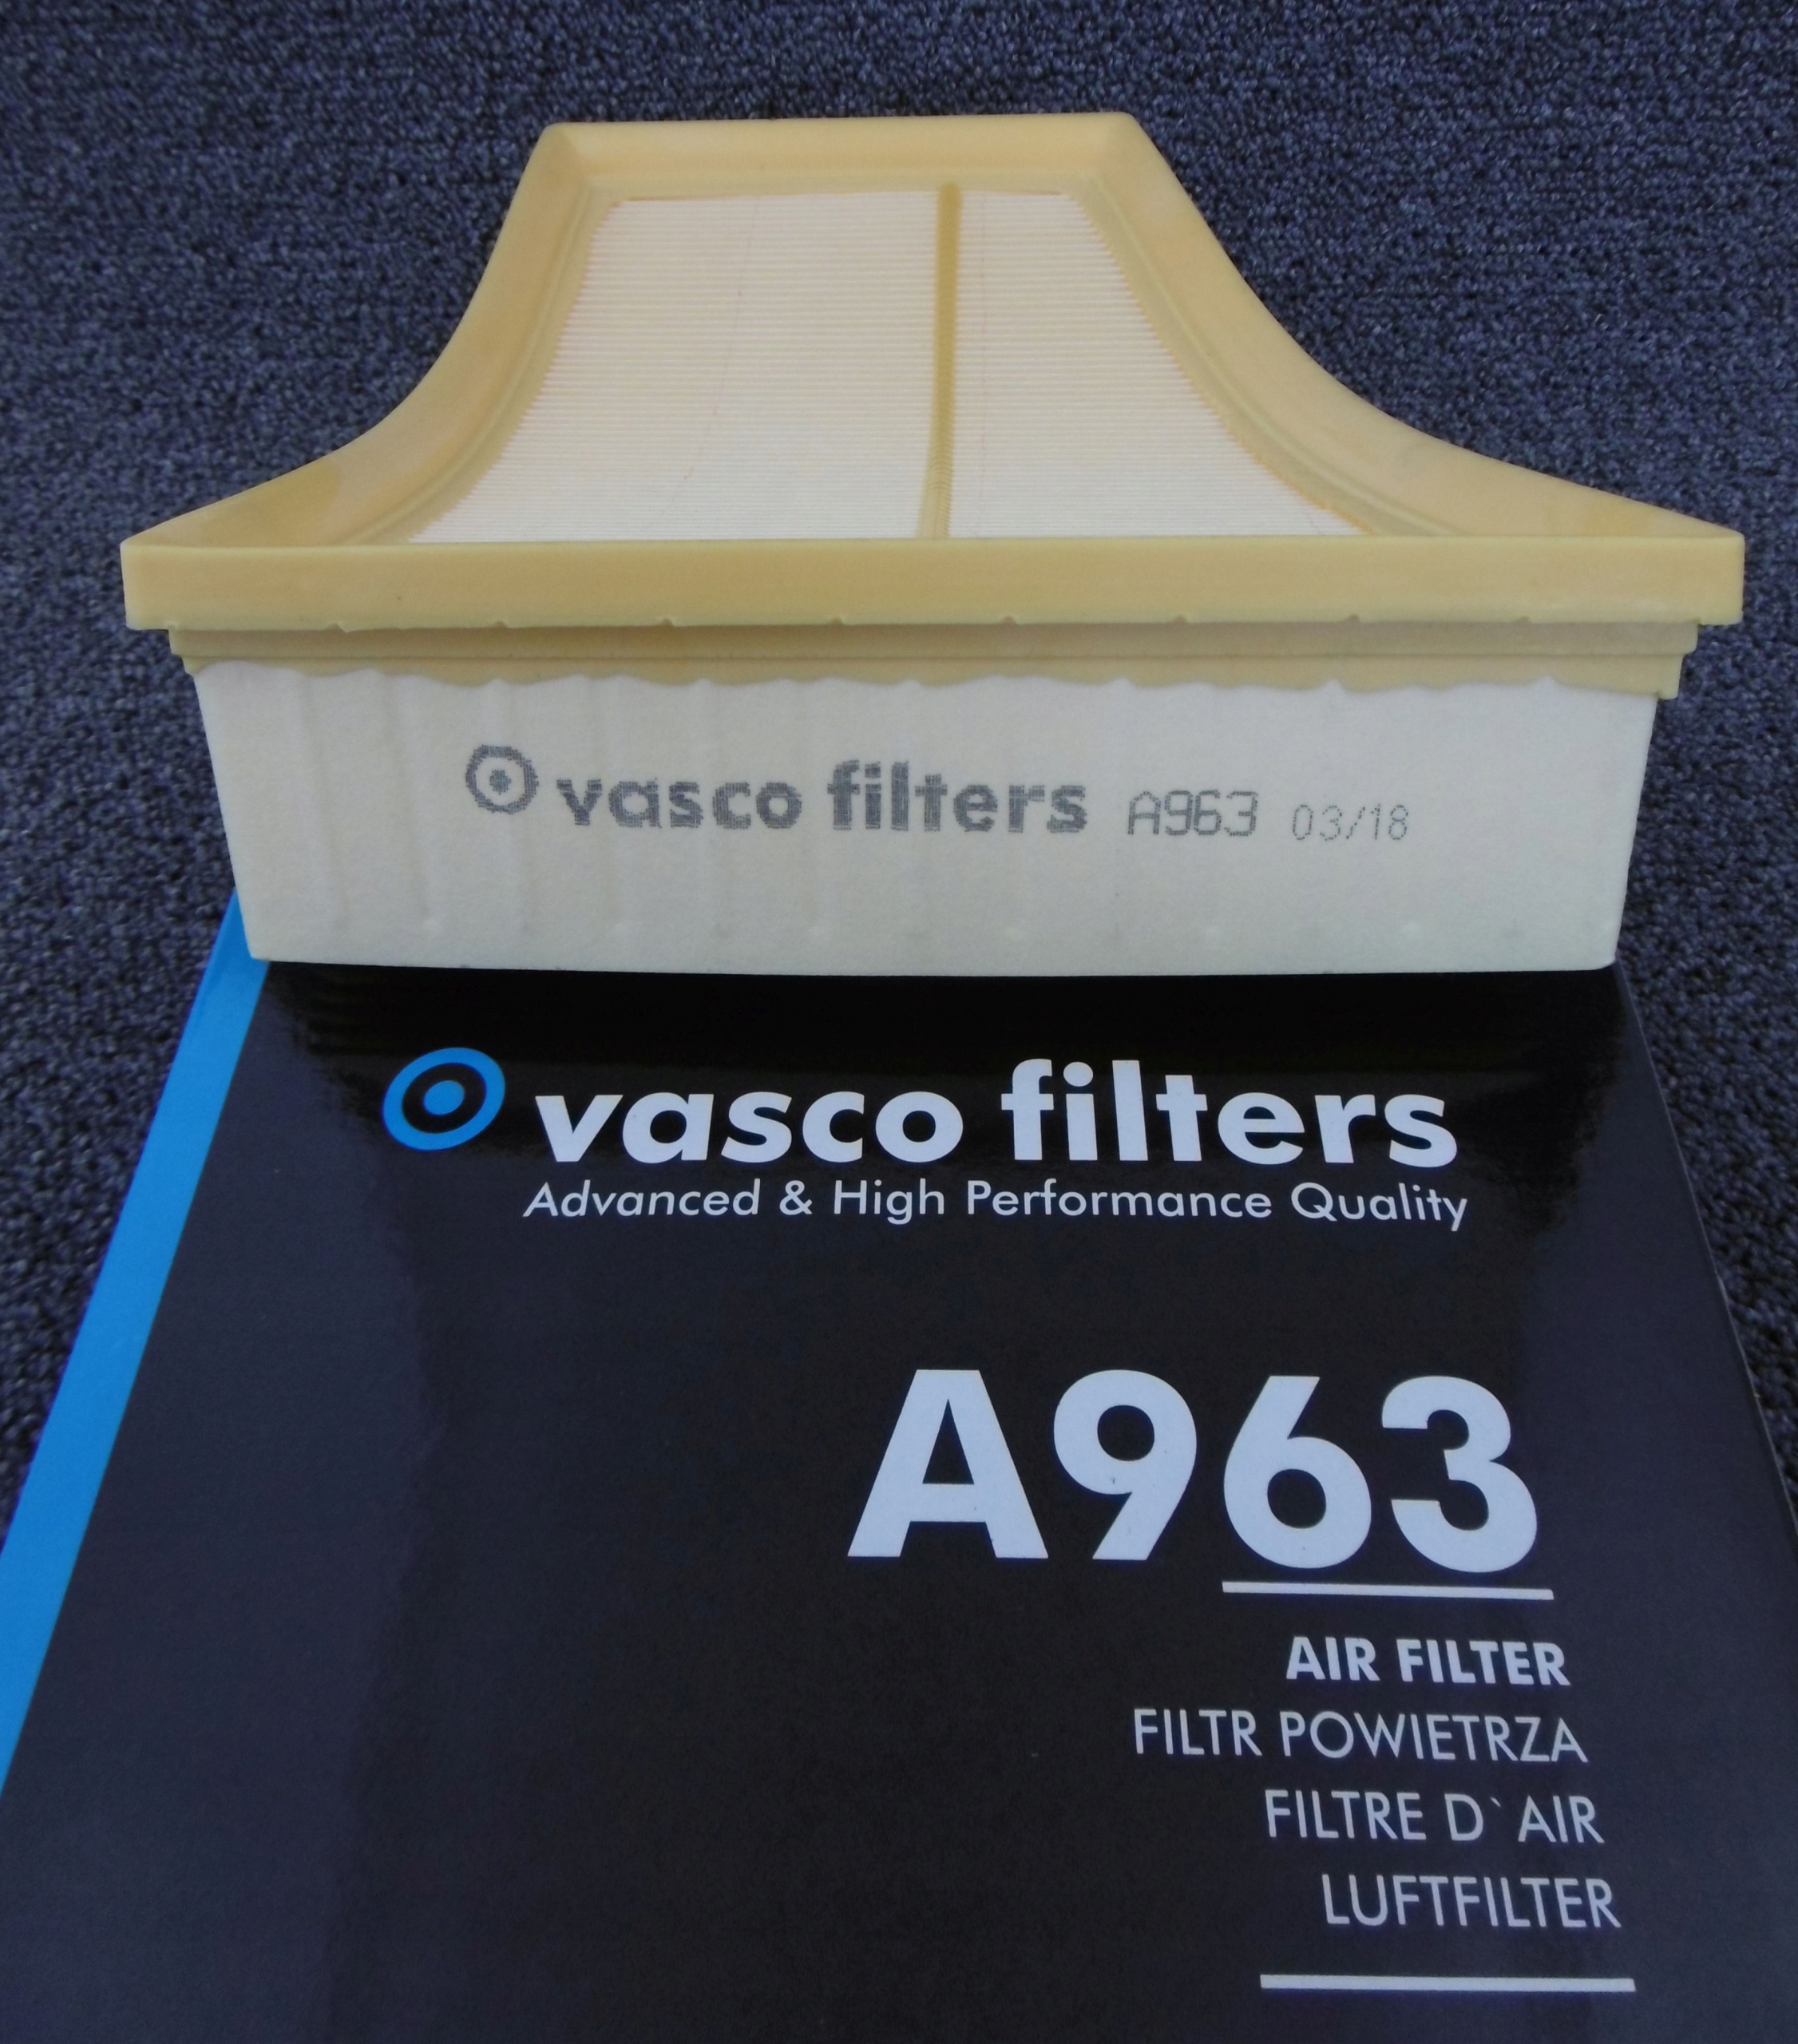 vasco filters A963 03/18
vasco filters
Advanced & High Performance Quality
A963
AIR FILTER
FILTR POWIETRZA
FILTRE D`AIR
LUFTFILTER